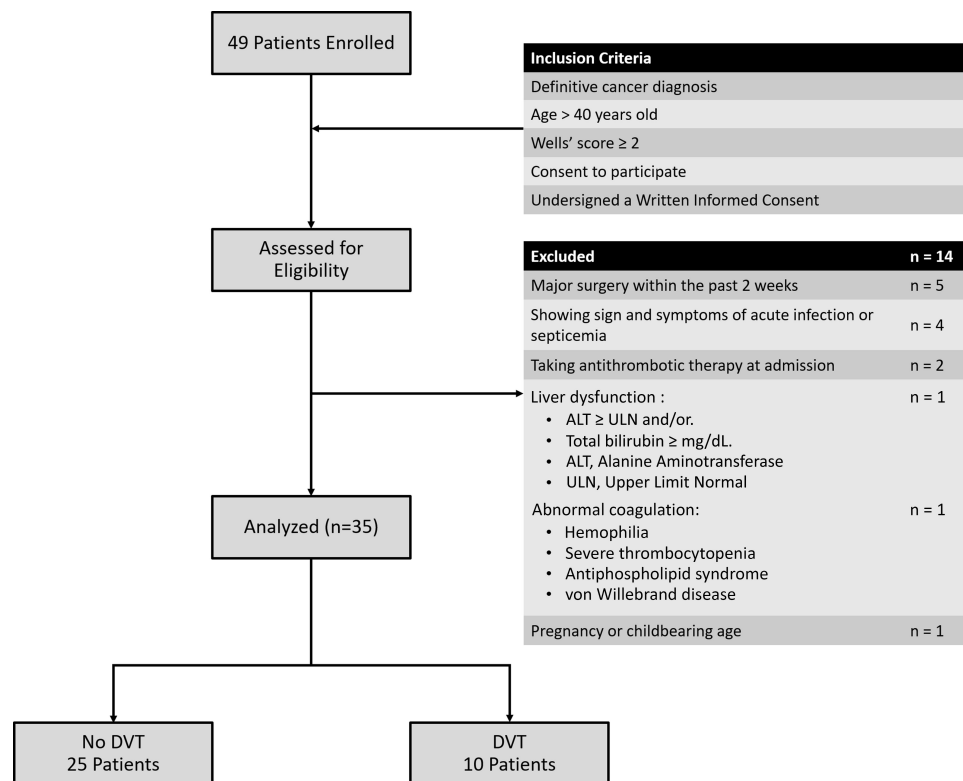 49 Patients Enrolled
Inclusion Criteria
Definitive cancer diagnosis
Age > 40 years old
Wells' score ≥ 2
Consent to participate
Undersigned a Written Informed Consent
Assessed for
Eligibility
Excluded n = 14
Major surgery within the past 2 weeks n = 5
Showing sign and symptoms of acute infection or
septicemia n = 4
Taking antithrombotic therapy at admission n = 2
Liver dysfunction : n = 1
• ALT ≥ ULN and/or.
• Total bilirubin ≥ mg/dL.
• ALT, Alanine Aminotransferase
• ULN, Upper Limit Normal
Abnormal coagulation: n = 1
• Hemophilia
• Severe thrombocytopenia
• Antiphospholipid syndrome
• von Willebrand disease
Pregnancy or childbearing age n = 1
Analyzed (n=35)
No DVT
25 Patients
DVT
10 Patients